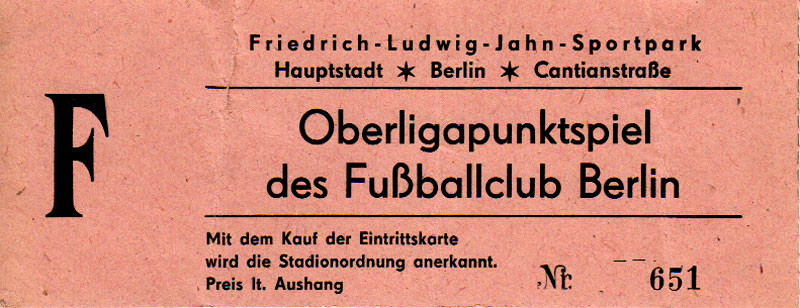 F
Friedrich-Ludwig-Jahn-Sportpark
Hauptstadt ✶ Berlin ✶ Cantianstraße
Oberligapunktspiel
des Fußballclub Berlin
Mit dem Kauf der Eintrittskarte
wird die Stadionordnung anerkannt.
Preis lt. Aushang
Nr. 651